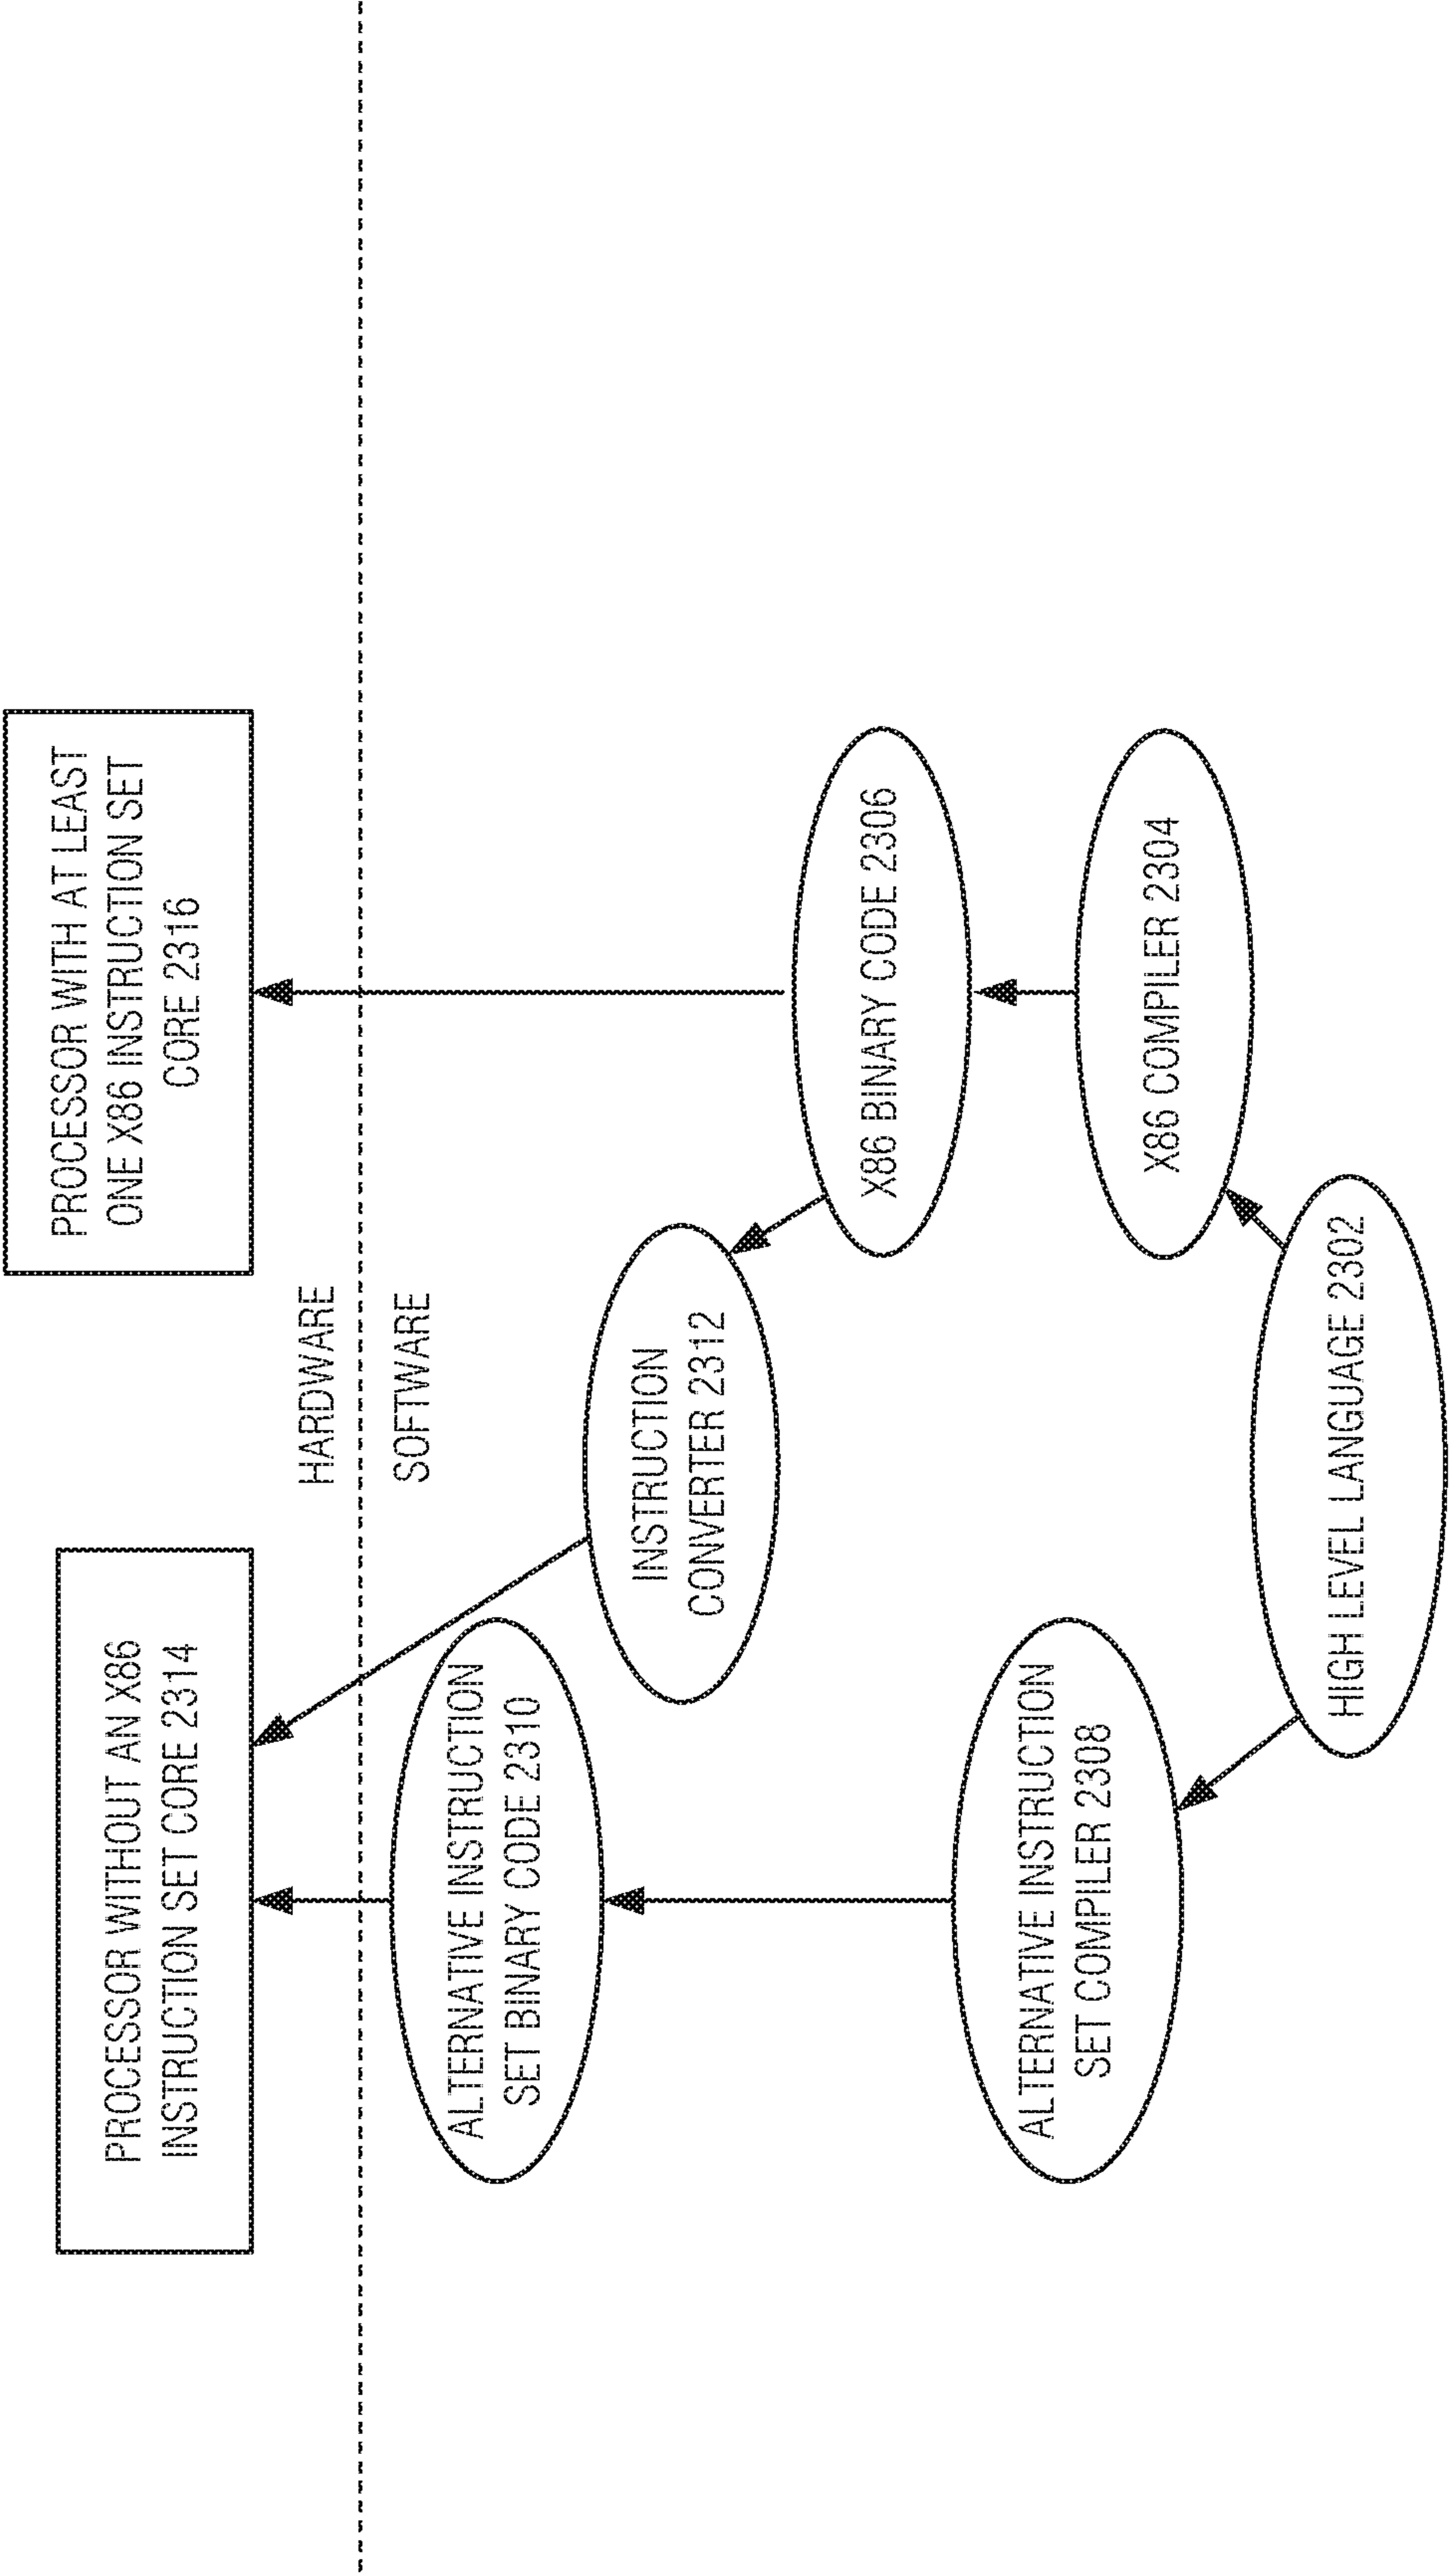 PROCESSOR WITHOUT AN X86
INSTRUCTION SET CORE 2314
PROCESSOR WITH AT LEAST
ONE X86 INSTRUCTION SET
CORE 2316
HARDWARE
SOFTWARE
ALTERNATIVE INSTRUCTION
SET BINARY CODE 2310
INSTRUCTION
CONVERTER 2312
X86 BINARY CODE 2306
ALTERNATIVE INSTRUCTION
SET COMPILER 2308
X86 COMPILER 2304
HIGH LEVEL LANGUAGE 2302